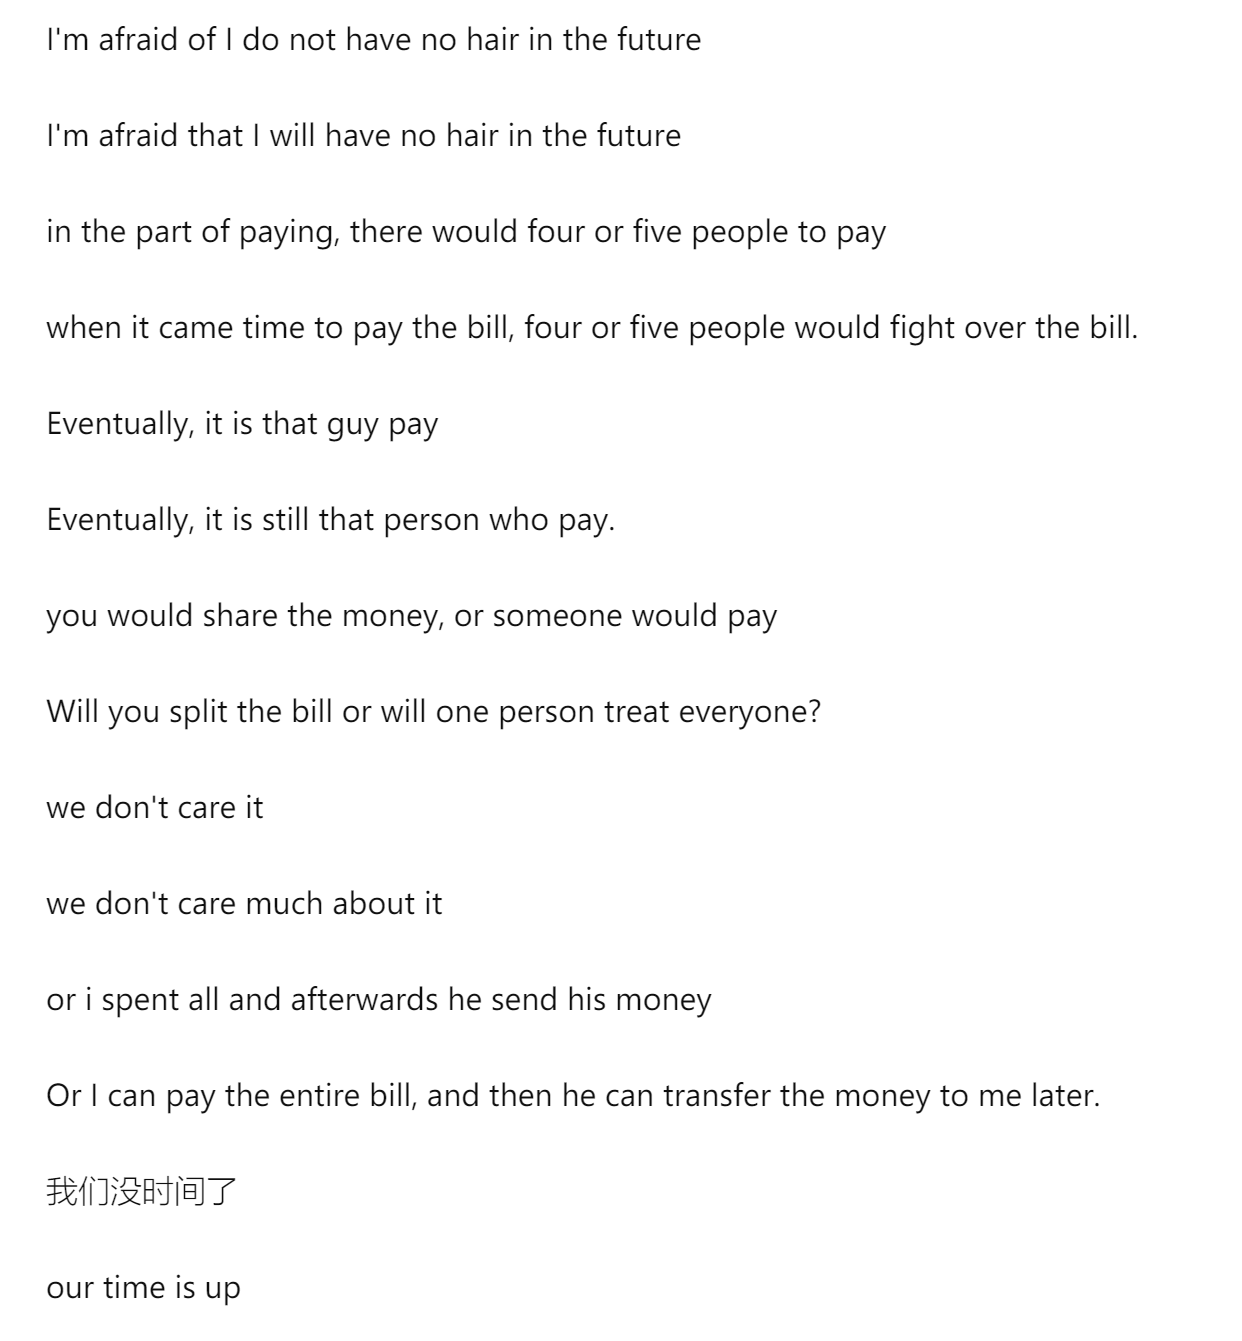 I'm afraid of I do not have no hair in the future
I'm afraid that I will have no hair in the future
in the part of paying, there would four or five people to pay
when it came time to pay the bill, four or five people would fight over the bill.
Eventually, it is that guy pay
Eventually, it is still that person who pay.
you would share the money, or someone would pay
Will you split the bill or will one person treat everyone?
we don't care it
we don't care much about it
or i spent all and afterwards he send his money
Or I can pay the entire bill, and then he can transfer the money to me later.
我们没时间了
our time is up